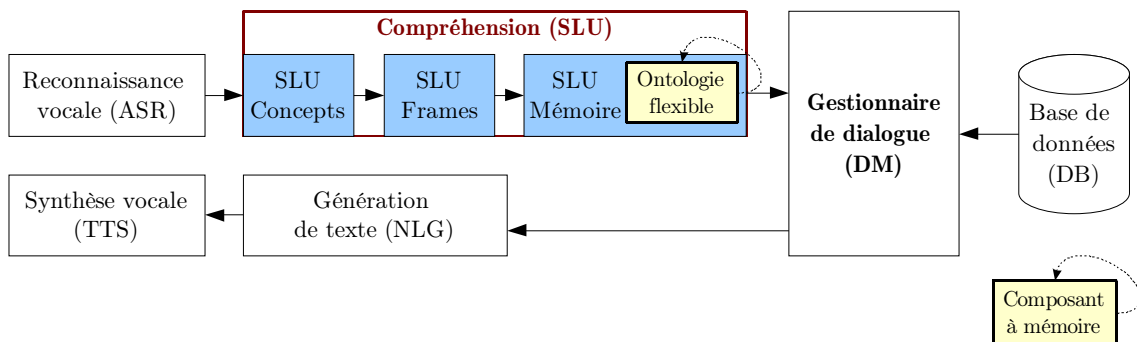 Compréhension (SLU)
Reconnaissance
vocale (ASR)
SLU
Concepts
SLU
Frames
SLU
Mémoire
Ontologie
flexible
Gestionnaire
de dialogue
(DM)
Base de
données
(DB)
Synthèse vocale
(TTS)
Génération
de texte (NLG)
Composant
à mémoire